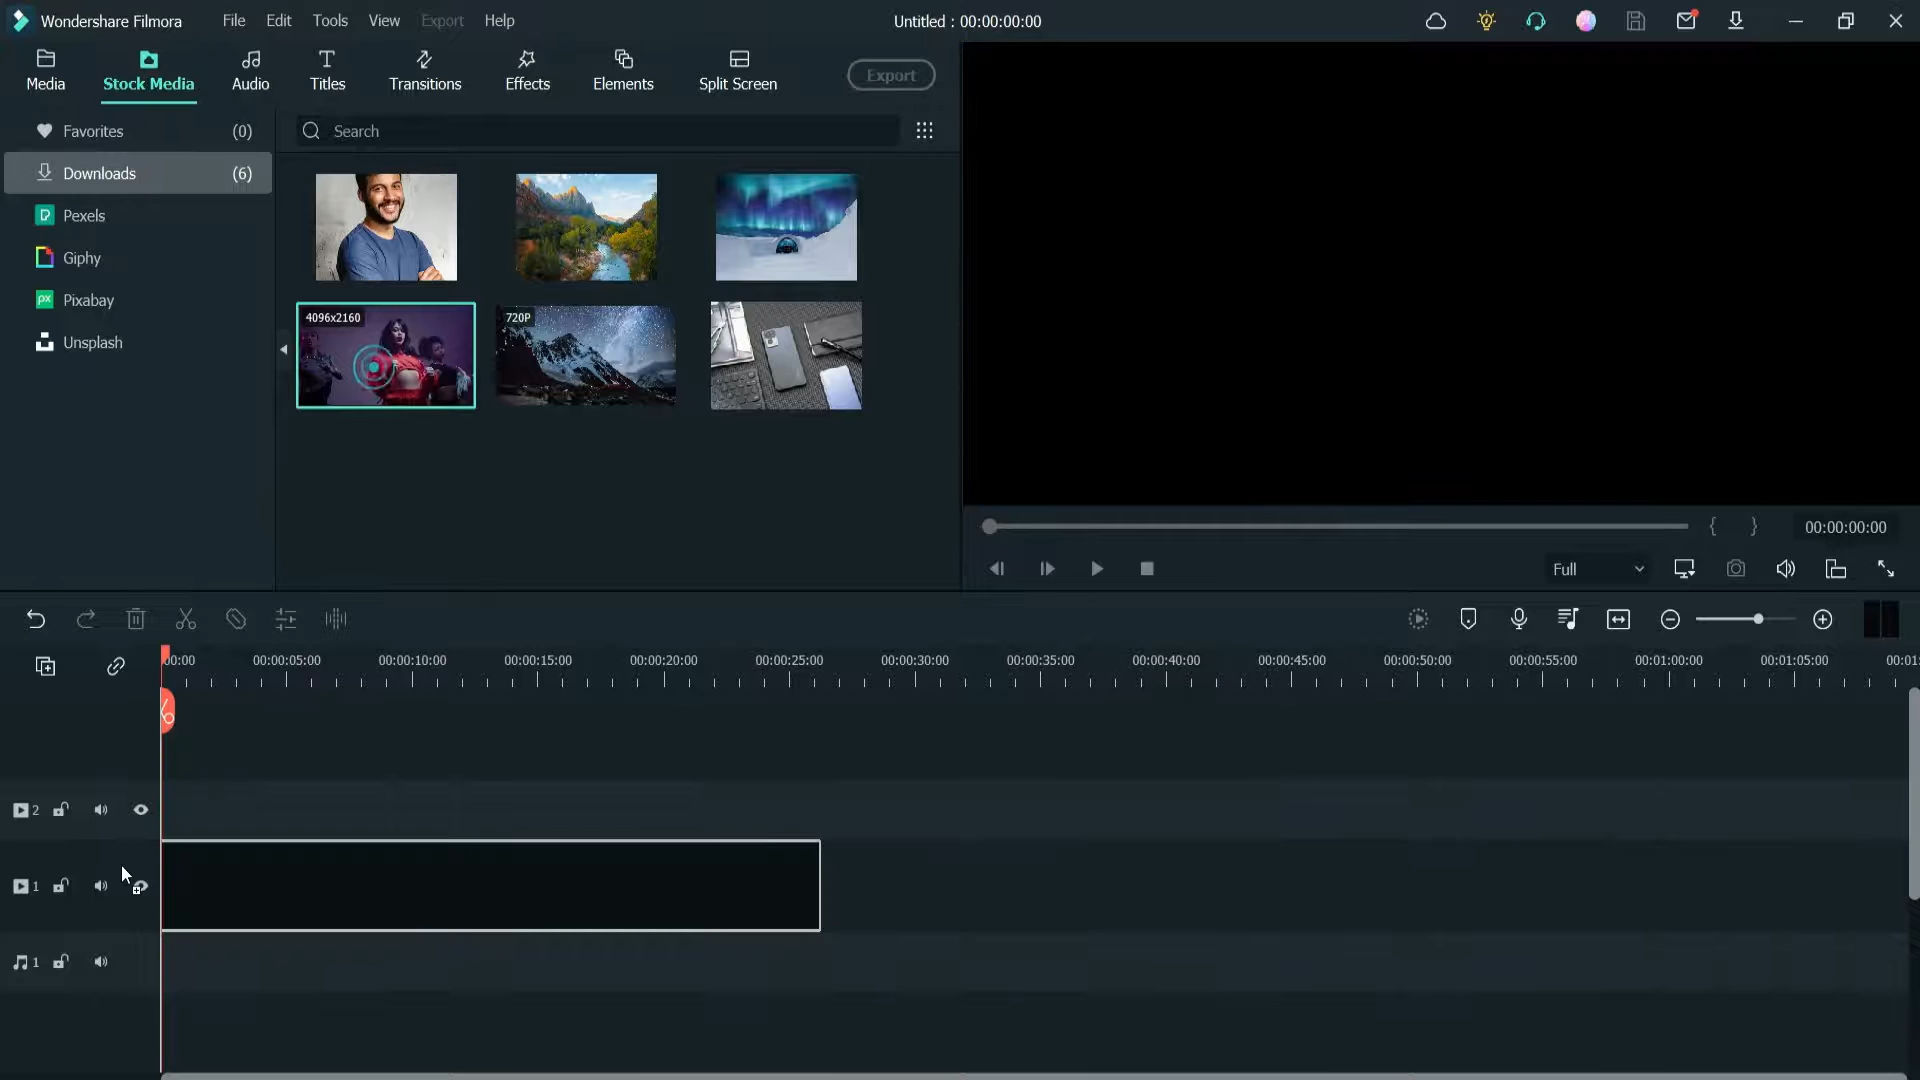 Wondershare Filmora File Edit Tools View Export Help Untitled : 00:00:00:00
Media Stock Media Audio Titles Transitions Effects Elements Split Screen Export
Favorites (0)
Search
Downloads (6)
Pexels
Giphy
Pixabay
Unsplash
4096x2160
720P
00:00:00:00
Full
00:00 00:00:05:00 00:00:10:00 00:00:15:00 00:00:20:00 00:00:25:00 00:00:30:00 00:00:35:00 00:00:40:00 00:00:45:00 00:00:50:00 00:00:55:00 00:01:00:00 00:01:05:00 00:01:
2
1
1